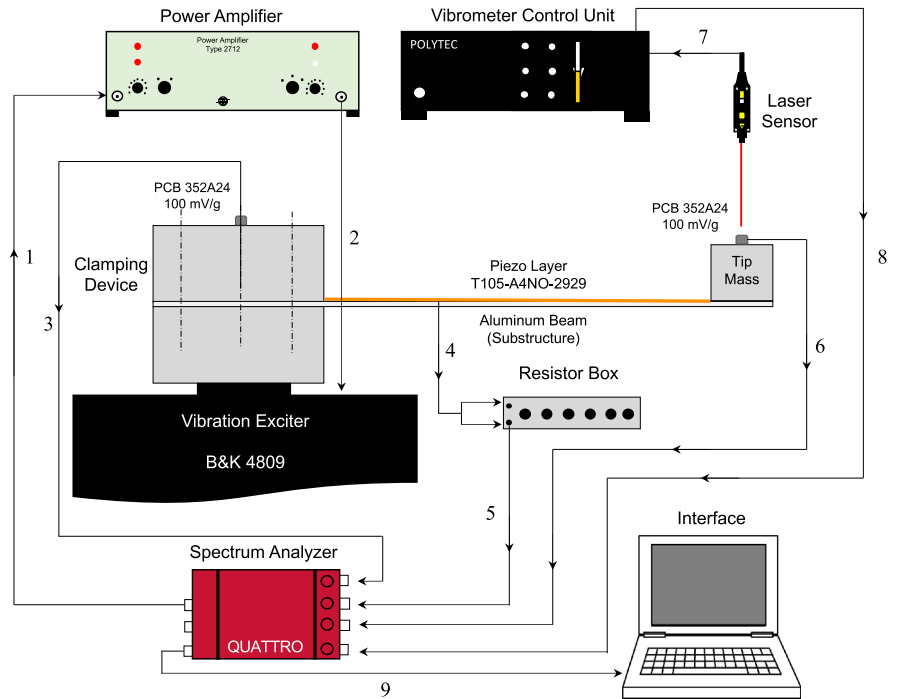 Power Amplifier
Vibrometer Control Unit
Power Amplifier
Type 2712
POLYTEC
7
Laser
Sensor
PCB 352A24
100 mV/g
PCB 352A24
100 mV/g
1
2
8
Clamping
Device
Piezo Layer
T105-A4NO-2929
Tip
Mass
3
Aluminum Beam
(Substructure)
4
6
Resistor Box
Vibration Exciter
B&K 4809
5
Interface
Spectrum Analyzer
QUATTRO
9